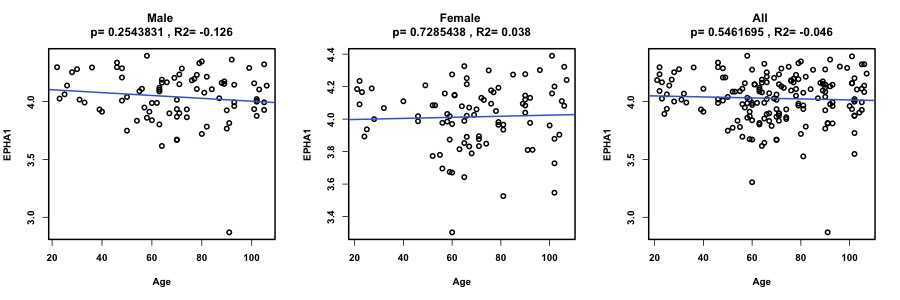 Male
p= 0.2543831 , R2= -0.126
EPHA1
4.0
3.5
3.0
20 40 60 80 100
Age
Female
p= 0.7285438 , R2= 0.038
EPHA1
4.4
4.2
4.0
3.8
3.6
3.4
20 40 60 80 100
Age
All
p= 0.5461695 , R2= -0.046
EPHA1
4.0
3.5
3.0
20 40 60 80 100
Age